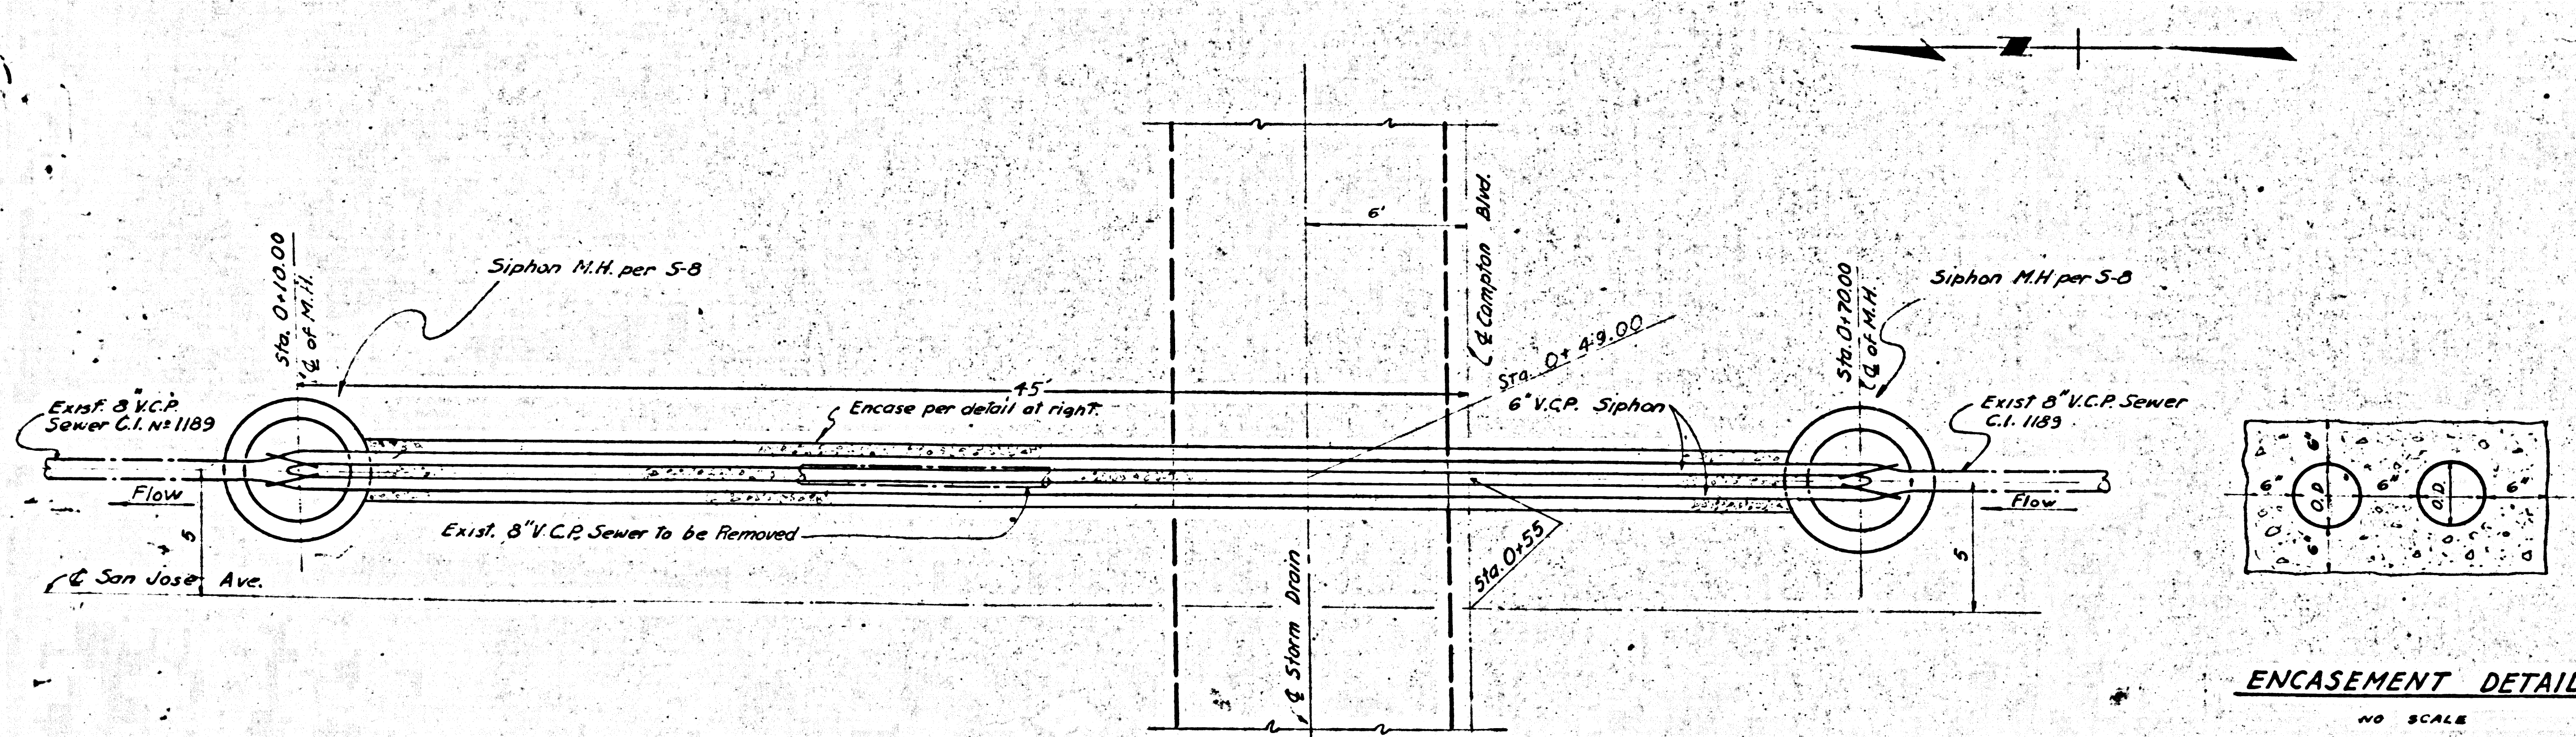 Sta. 0+10.00
℄ of M.H.
Siphon M.H. per S-8
6'
℄ Compton Blvd.
Sta. 0+49.00
Sta. 0+70.00
℄ of M.H.
Siphon M.H per S-8
Exist. 8" V.C.P.
Sewer C.I. Nº 1189
45'
Encase per detail at right.
6" V.C.P. Siphon
Exist 8" V.C.P. Sewer
C.I. 1189
Flow
Flow
Exist. 8" V.C.P. Sewer To be Removed
5
℄ San Jose Ave.
℄ Storm Drain
Sta. 0+55
5
6"
6"
O.D.
6"
O.D.
6"
6"
ENCASEMENT DETAIL
NO SCALE